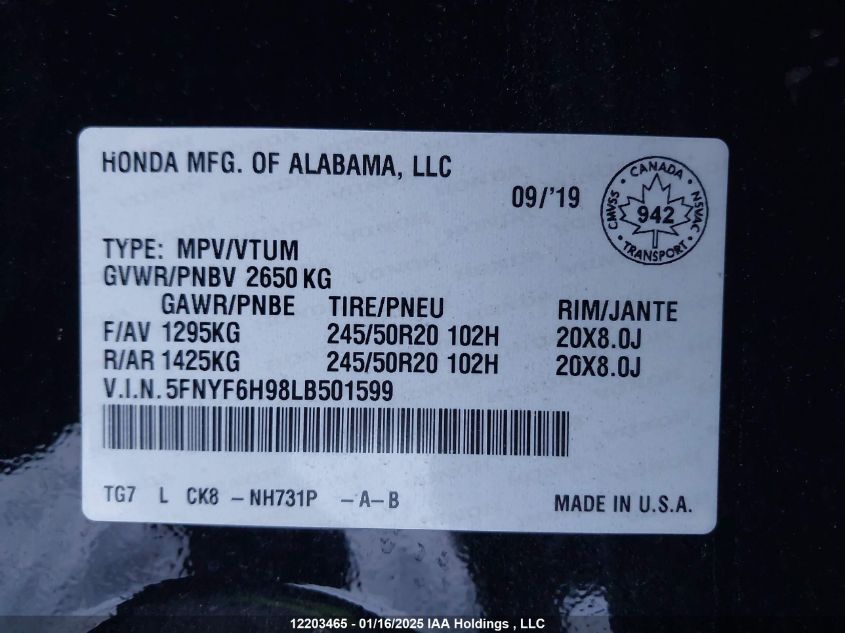 HONDA MFG. OF ALABAMA, LLC
09/'19
CANADA
CMVSS 942 NSVAC
TRANSPORT
TYPE: MPV/VTUM
GVWR/PNBV 2650KG
GAWR/PNBE TIRE/PNEU RIM/JANTE
F/AV 1295KG 245/50R20 102H 20X8.0J
R/AR 1425KG 245/50R20 102H 20X8.0J
V.I.N. 5FNYF6H98LB501599
TG7 L CK8 -NH731P -A-B MADE IN U.S.A.
12203465 - 01/16/2025 IAA Holdings , LLC